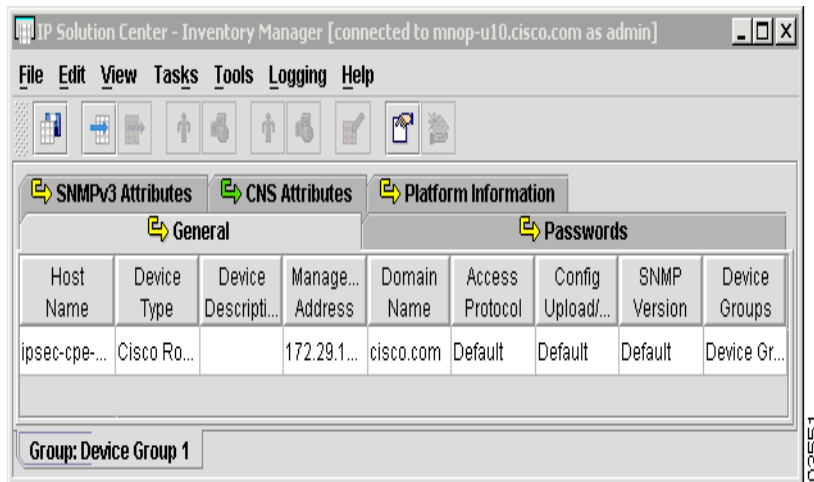 IP Solution Center - Inventory Manager [connected to mnop-u10.cisco.com as admin]
File Edit View Tasks Tools Logging Help
SNMPv3 Attributes CNS Attributes Platform Information
General Passwords
Host Name Device Type Device Descripti... Manage... Address Domain Name Access Protocol Config Upload/... SNMP Version Device Groups
ipsec-cpe-... Cisco Ro... 172.29.1... cisco.com Default Default Default Device Gr...
Group: Device Group 1